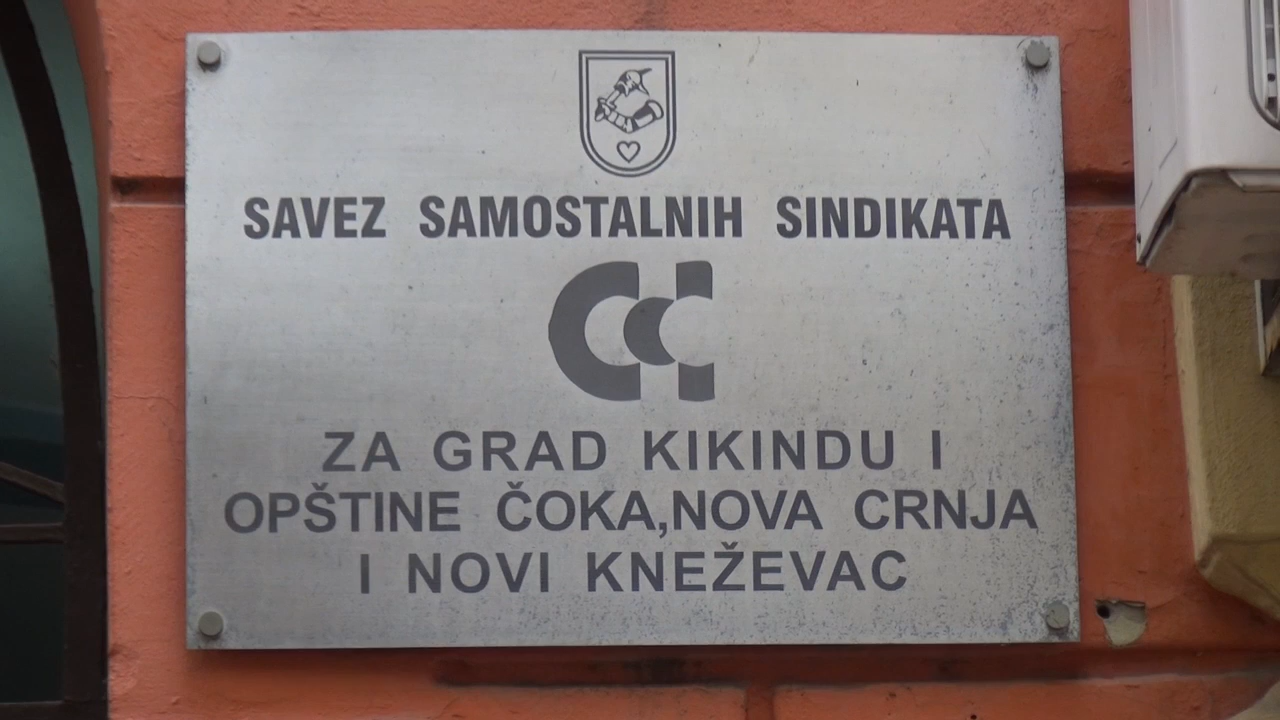 SAVEZ SAMOSTALNIH SINDIKATA
ZA GRAD KIKINDU I
OPŠTINE ČOKA,NOVA CRNJA
I NOVI KNEŽEVAC